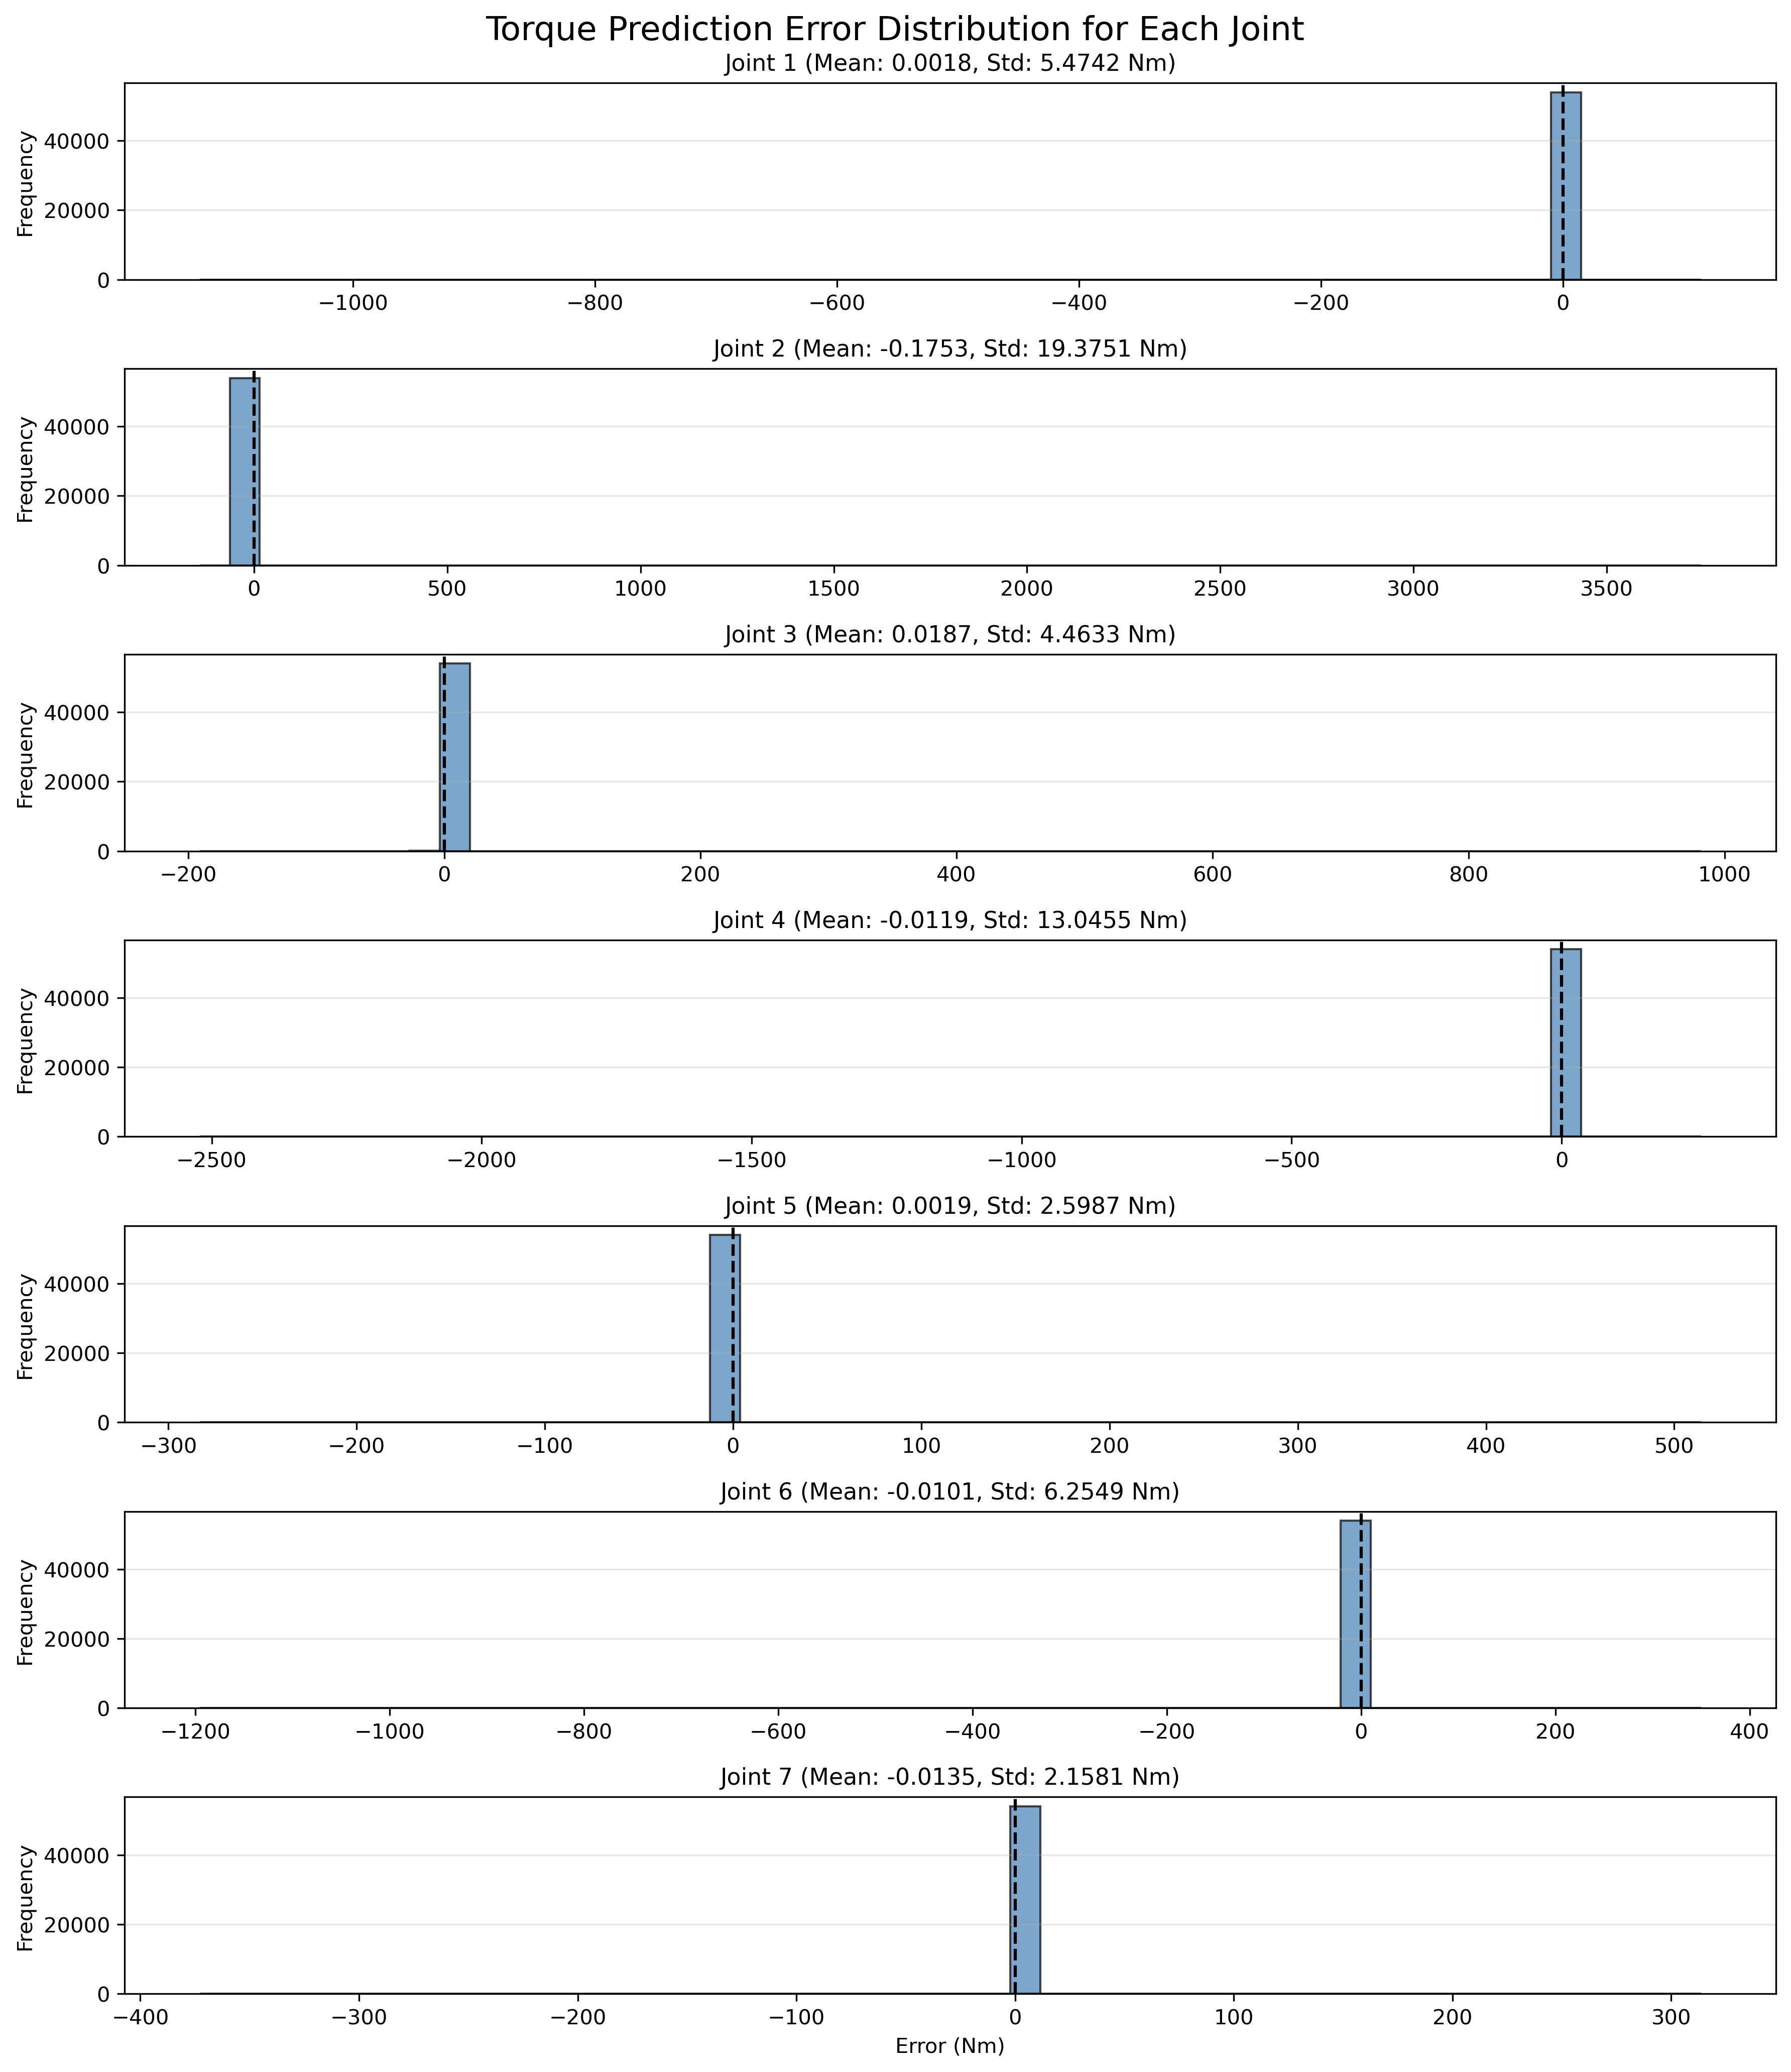 Torque Prediction Error Distribution for Each Joint
Joint 1 (Mean: 0.0018, Std: 5.4742 Nm)
Frequency
40000
20000
0
−1000 −800 −600 −400 −200 0
Joint 2 (Mean: -0.1753, Std: 19.3751 Nm)
Frequency
40000
20000
0
0 500 1000 1500 2000 2500 3000 3500
Joint 3 (Mean: 0.0187, Std: 4.4633 Nm)
Frequency
40000
20000
0
−200 0 200 400 600 800 1000
Joint 4 (Mean: -0.0119, Std: 13.0455 Nm)
Frequency
40000
20000
0
−2500 −2000 −1500 −1000 −500 0
Joint 5 (Mean: 0.0019, Std: 2.5987 Nm)
Frequency
40000
20000
0
−300 −200 −100 0 100 200 300 400 500
Joint 6 (Mean: -0.0101, Std: 6.2549 Nm)
Frequency
40000
20000
0
−1200 −1000 −800 −600 −400 −200 0 200 400
Joint 7 (Mean: -0.0135, Std: 2.1581 Nm)
Frequency
40000
20000
0
−400 −300 −200 −100 0 100 200 300
Error (Nm)